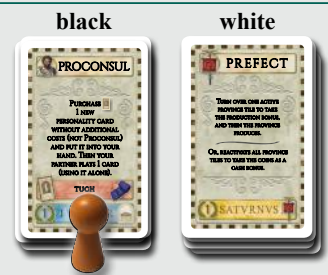 black
white
PROCONSUL
PURCHASE
1 NEW
PERSONALITY CARD
WITHOUT ADDITIONAL
COSTS (NOT PROCONSUL)
AND PUT IT INTO YOUR
HAND. THEN YOUR
PARTNER PLAYS 1 CARD
(USING IT ALONE).
PREFECT
TURN OVER ONE ACTIVE
PROVINCE TILE TO TAKE
THE PRODUCTION BONUS,
AND THEN THE PROVINCE
PRODUCES.
OR, REACTIVATE ALL PROVINCE
TILES TO TAKE THE COINS AS A
CASH BONUS.
1 SATVRNVS